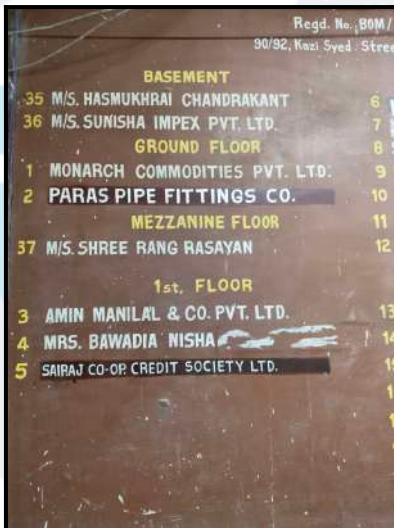 Regd. No. BOM/
90/92, Kazi Syed Stree
BASEMENT
35 M/S. HASMUKHRAI CHANDRAKANT
36 M/S. SUNISHA IMPEX PVT. LTD.
GROUND FLOOR
1 MONARCH COMMODITIES PVT. LTD.
2 PARAS PIPE FITTINGS CO.
MEZZANINE FLOOR
37 M/S. SHREE RANG RASAYAN
1st. FLOOR
3 AMIN MANILAL & CO. PVT. LTD.
4 MRS. BAWADIA NISHA
5 SAIRAJ CO-OP. CREDIT SOCIETY LTD.
6
7
8
9
10
11
12
13